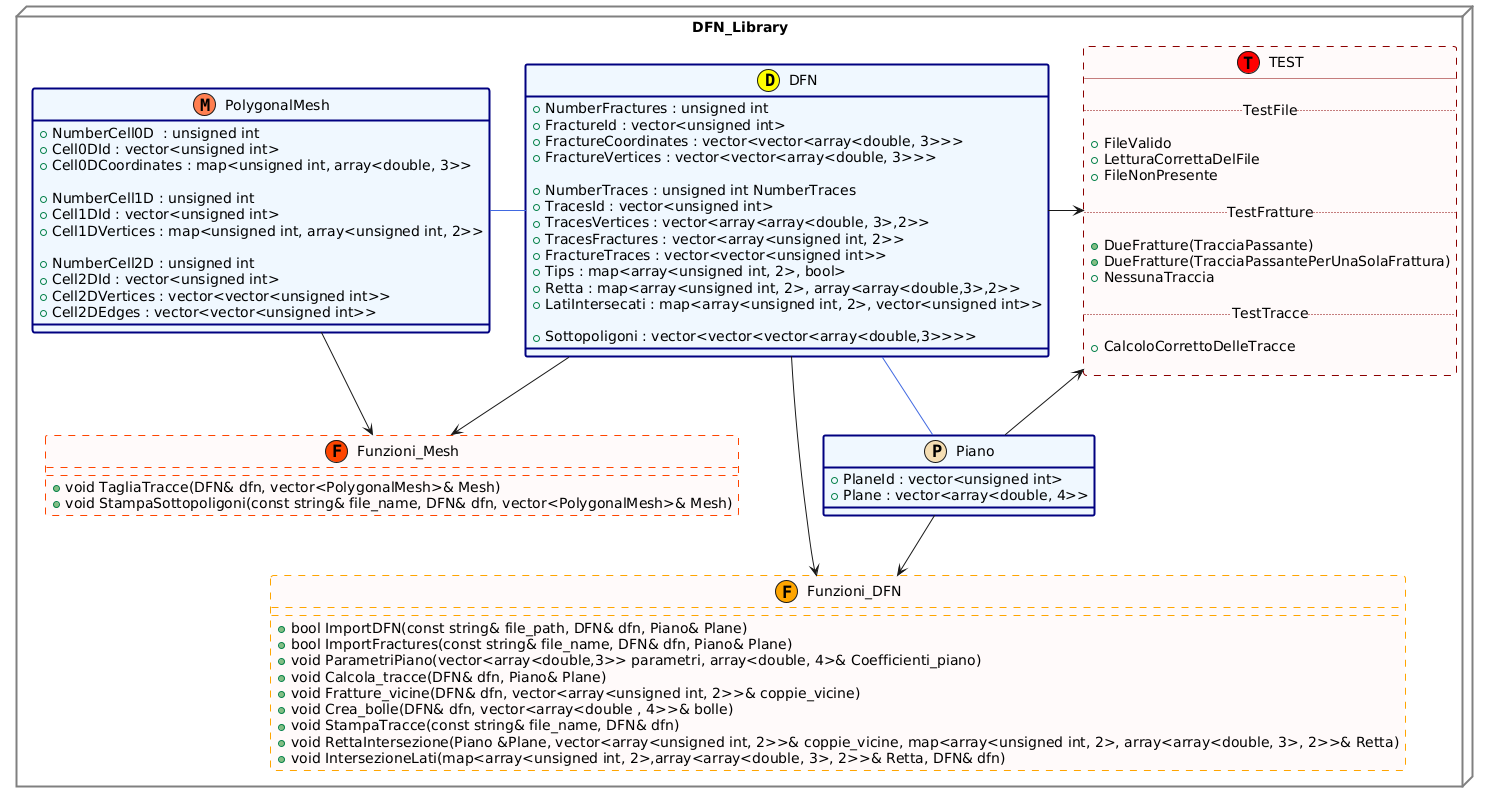 DFN_Library
M PolygonalMesh
NumberCell0D : unsigned int
Cell0DId : vector<unsigned int>
Cell0DCoordinates : map<unsigned int, array<double, 3>>
NumberCell1D : unsigned int
Cell1DId : vector<unsigned int>
Cell1DVertices : map<unsigned int, array<unsigned int, 2>>
NumberCell2D : unsigned int
Cell2DId : vector<unsigned int>
Cell2DVertices : vector<vector<unsigned int>>
Cell2DEdges : vector<vector<unsigned int>>
D DFN
NumberFractures : unsigned int
FractureId : vector<unsigned int>
FractureCoordinates : vector<vector<array<double, 3>>>
FractureVertices : vector<vector<array<double, 3>>>
NumberTraces : unsigned int NumberTraces
TracesId : vector<unsigned int>
TracesVertices : vector<array<array<double, 3>,2>>
TracesFractures : vector<array<unsigned int, 2>>
FractureTraces : vector<vector<unsigned int>>
Tips : map<array<unsigned int, 2>, bool>
Retta : map<array<unsigned int, 2>, array<array<double,3>,2>>
LatiIntersecati : map<array<unsigned int, 2>, vector<unsigned int>>
Sottopoligoni : vector<vector<vector<array<double,3>>>>
T TEST
TestFile
FileValido
LetturaCorrettaDelFile
FileNonPresente
TestFratture
DueFratture(TracciaPassante)
DueFratture(TracciaPassantePerUnaSolaFrattura)
NessunaTraccia
TestTracce
CalcoloCorrettoDelleTracce
F Funzioni_Mesh
void TagliaTracce(DFN& dfn, vector<PolygonalMesh>& Mesh)
void StampaSottopoligoni(const string& file_name, DFN& dfn, vector<PolygonalMesh>& Mesh)
P Piano
PlaneId : vector<unsigned int>
Plane : vector<array<double, 4>>
F Funzioni_DFN
bool ImportDFN(const string& file_path, DFN& dfn, Piano& Plane)
bool ImportFractures(const string& file_name, DFN& dfn, Piano& Plane)
void ParametriPiano(vector<array<double,3>> parametri, array<double, 4>& Coefficienti_piano)
void Calcola_tracce(DFN& dfn, Piano& Plane)
void Fratture_vicine(DFN& dfn, vector<array<unsigned int, 2>>& coppie_vicine)
void Crea_bolle(DFN& dfn, vector<array<double , 4>>& bolle)
void StampaTracce(const string& file_name, DFN& dfn)
void RettaIntersezione(Piano &Plane, vector<array<unsigned int, 2>>& coppie_vicine, map<array<unsigned int, 2>, array<array<double, 3>, 2>>& Retta)
void IntersezioneLati(map<array<unsigned int, 2>,array<array<double, 3>, 2>>& Retta, DFN& dfn)